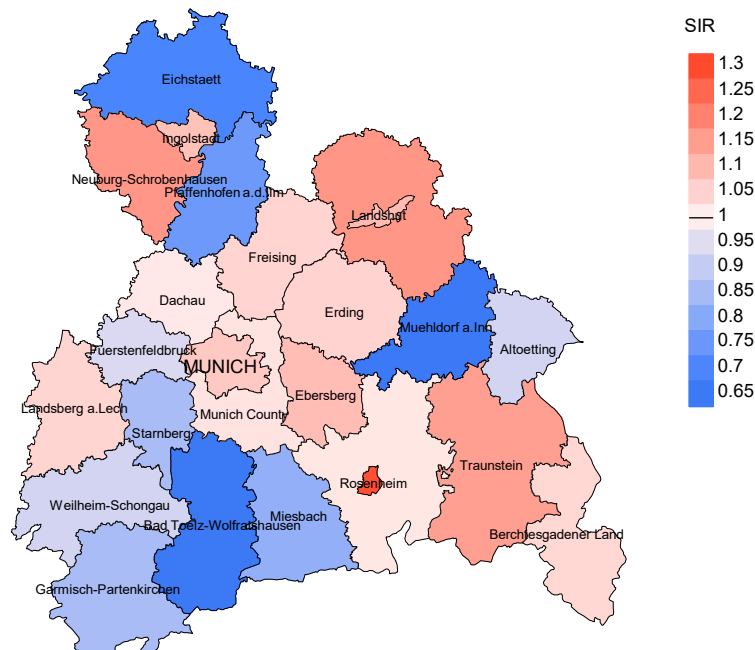 SIR
1.3
1.25
1.2
1.15
1.1
1.05
1
0.95
0.9
0.85
0.8
0.75
0.7
0.65
Eichstaett
Ingolstadt
Neuburg-Schrobenhausen
Pfaffenhofen a.d.Ilm
Landshut
Freising
Dachau
Erding
Muehldorf a.Inn
Fuerstenfeldbruck
Altoetting
MUNICH
Ebersberg
Landsberg a.Lech
Munich County
Starnberg
Traunstein
Rosenheim
Weilheim-Schongau
Miesbach
Bad Toelz-Wolfratshausen
Berchtesgadener Land
Garmisch-Partenkirchen